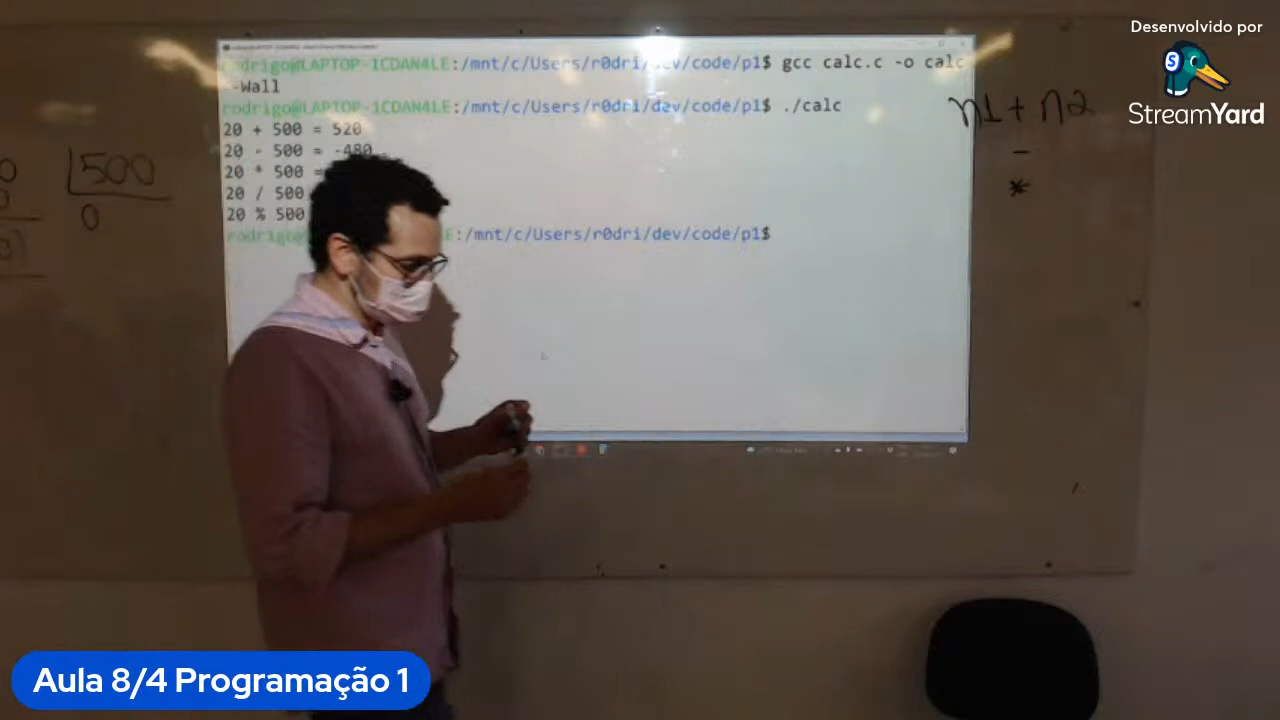 Desenvolvido por
StreamYard
rodrigo@LAPTOP-1CDAN4LE:/mnt/c/Users/r0dri/dev/code/p1$ gcc calc.c -o calc
-Wall
rodrigo@LAPTOP-1CDAN4LE:/mnt/c/Users/r0dri/dev/code/p1$ ./calc
20 + 500 = 520
20 - 500 = -480
20 * 500 =
20 / 500
20 % 500
rodrigo :/mnt/c/Users/r0dri/dev/code/p1$
n1 + n2
-
*
500
0
Aula 8/4 Programação 1